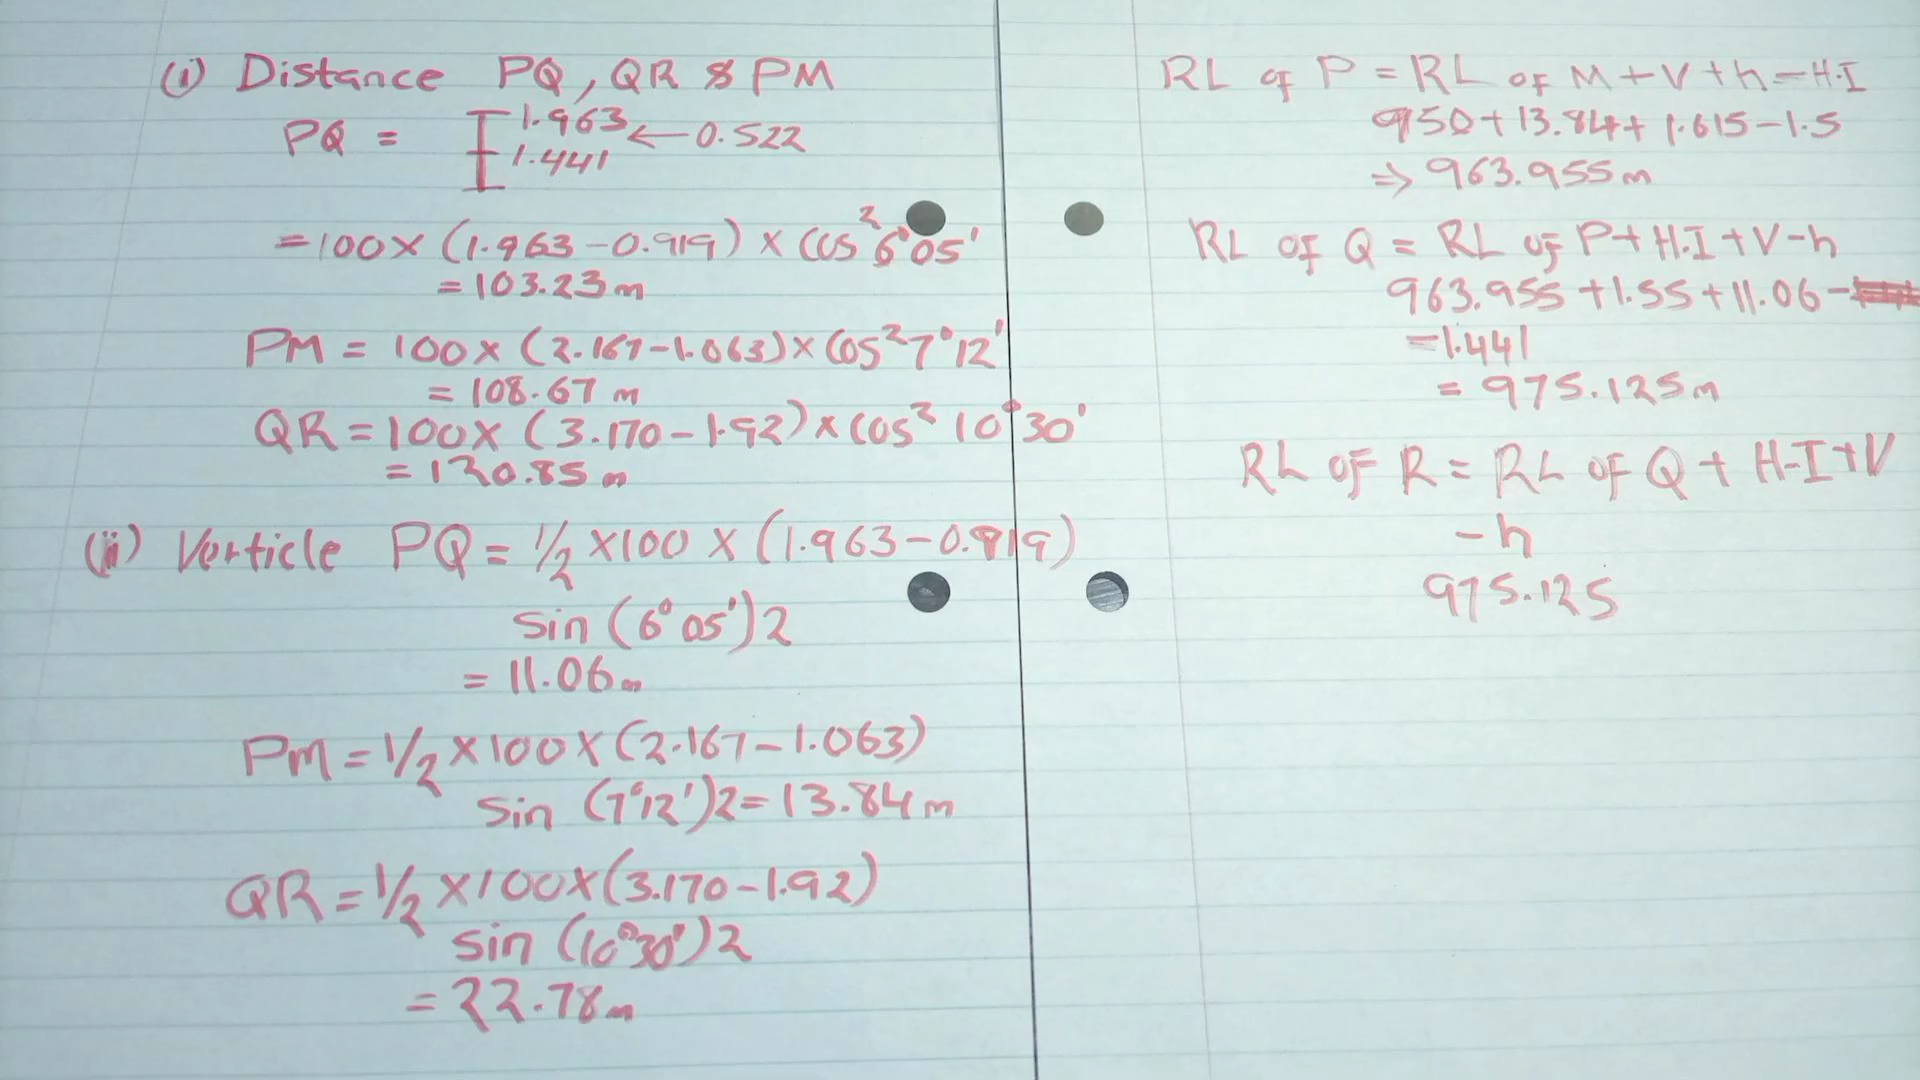 (i) Distance PQ, QR & PM
PQ = 1.963 ← 0.522
1.441
= 100 × (1.963 - 0.919) × Cos² 6°05'
= 103.23m
PM = 100 × (2.167 - 1.063) × Cos² 7°12'
= 108.67 m
QR = 100 × (3.170 - 1.92) × Cos² 10°30'
= 120.85 m
(ii) Verticle PQ = 1/2 × 100 × (1.963 - 0.919)
Sin (6°05')2
= 11.06m
Pm = 1/2 × 100 × (2.167 - 1.063)
Sin (7°12')2 = 13.84m
QR = 1/2 × 100 × (3.170 - 1.92)
Sin (10°30')2
= 22.78m
RL of P = RL of M + V + h - H.I
950 + 13.84 + 1.615 - 1.5
⇒ 963.955m
RL of Q = RL of P + H.I + V - h
963.955 + 1.55 + 11.06 -
- 1.441
= 975.125m
RL OF R = RL OF Q + H.I + V
- h
975.125